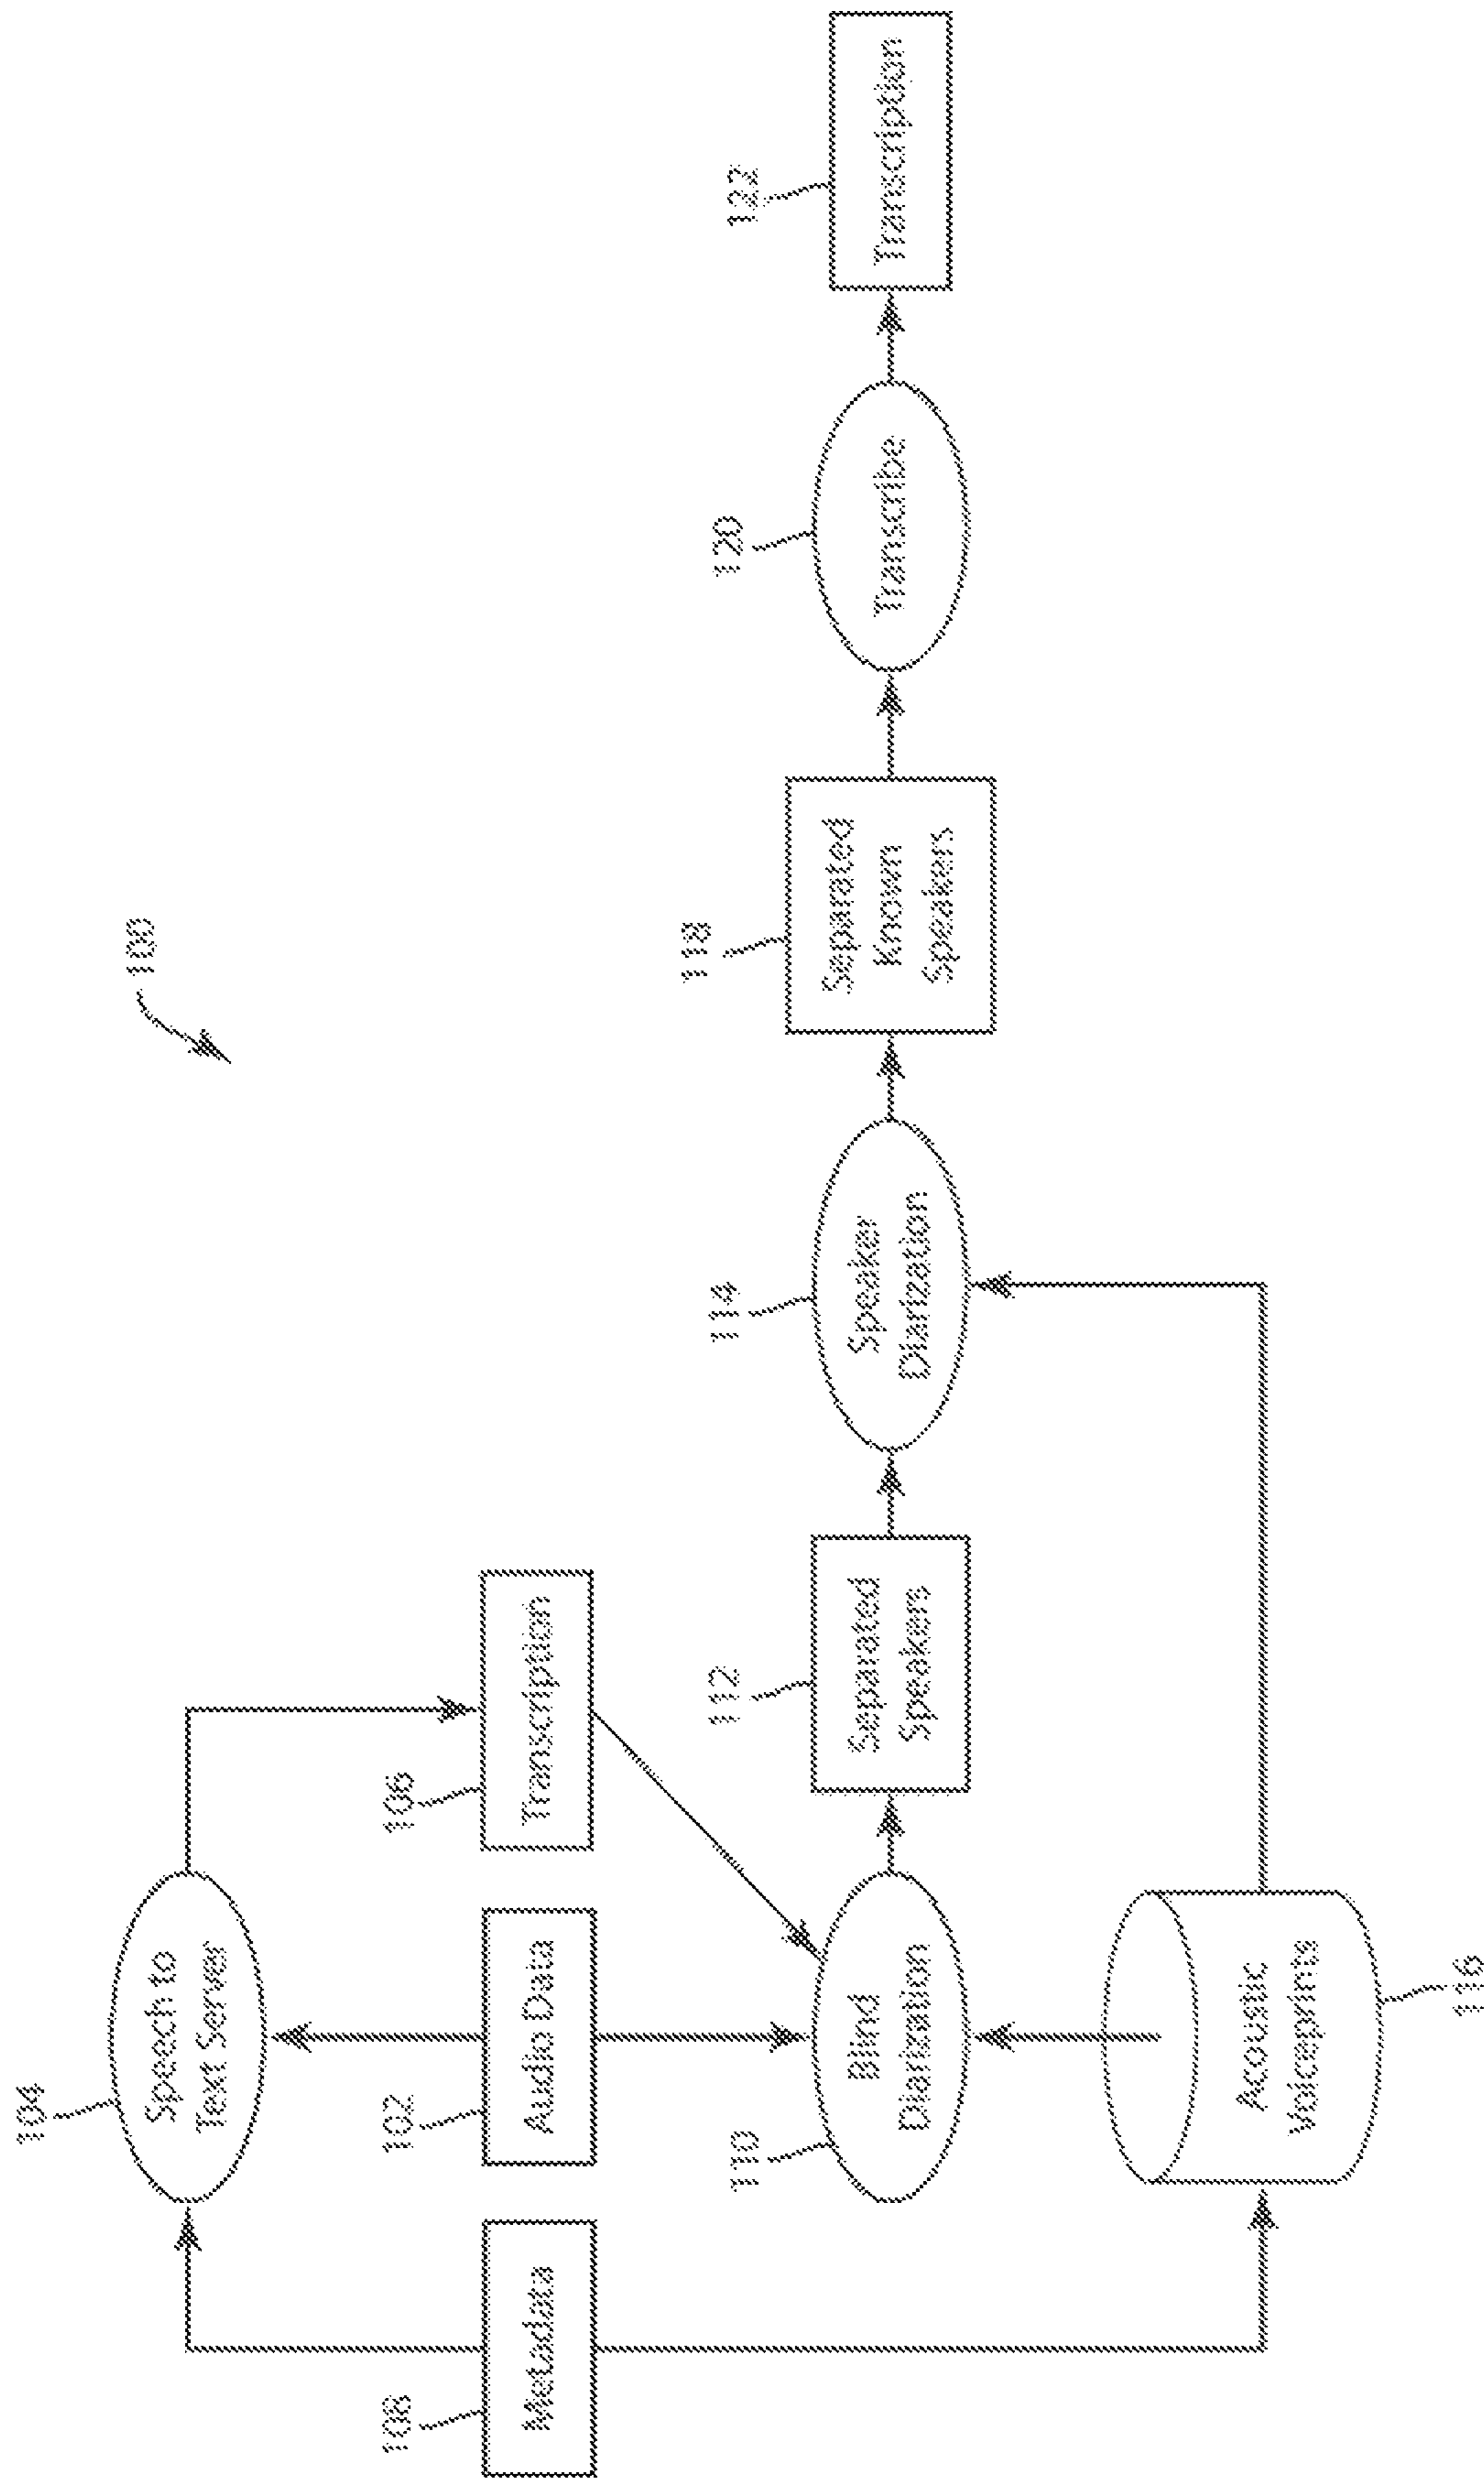 100
104
Speech to
Text Server
108
Metadata
102
Audio Data
106
Transcription
110
Blind
Diarization
112
Separated
Speakers
114
Speaker
Diarization
118
Separated
Known
Speakers
120
Transcribe
122
Transcription
Acoustic
Voiceprints
116